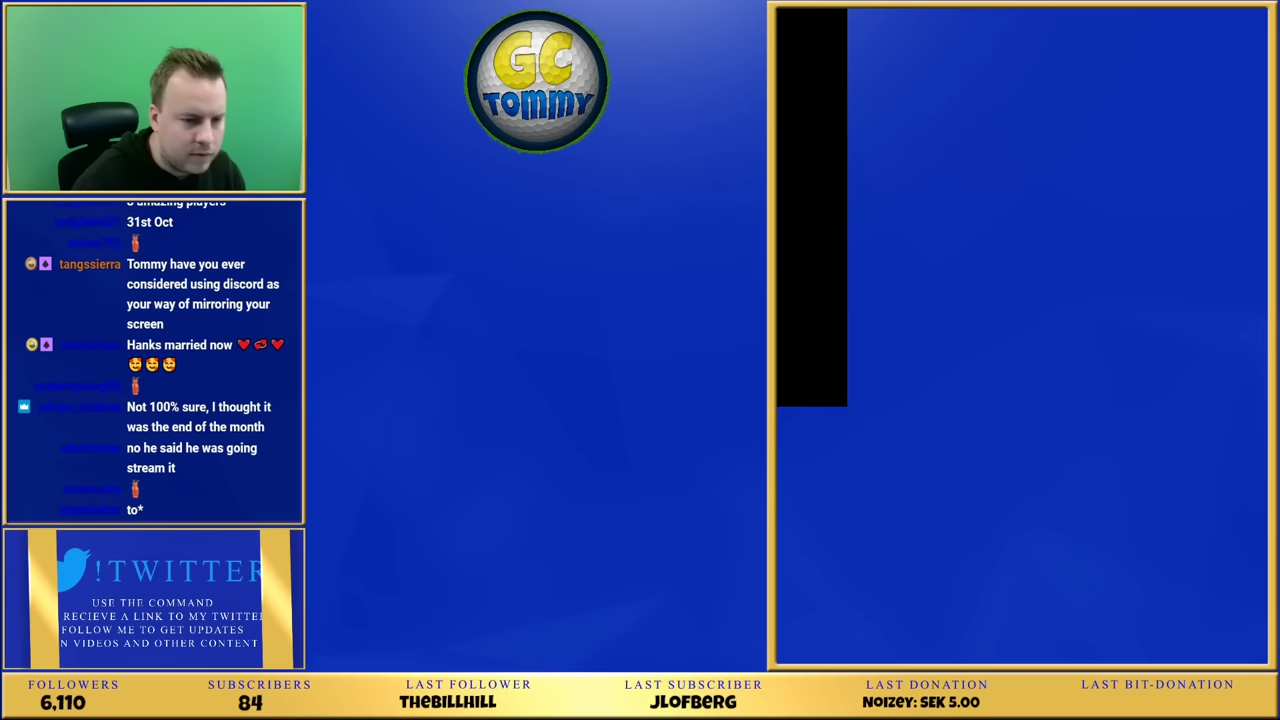 GC
TOMMY
31st Oct
tangssierra Tommy have you ever
considered using discord as
your way of mirroring your
screen
Hanks married now
Not 100% sure, I thought it
was the end of the month
no he said he was going
stream it
to*
!TWITTER
USE THE COMMAND
RECIEVE A LINK TO MY TWITTE
FOLLOW ME TO GET UPDATES
N VIDEOS AND OTHER CONTENT
FOLLOWERS
6,110
SUBSCRIBERS
84
LAST FOLLOWER
THEBILLHILL
LAST SUBSCRIBER
JLOFBERG
LAST DONATION
NOIZEY: SEK 5.00
LAST BIT-DONATION